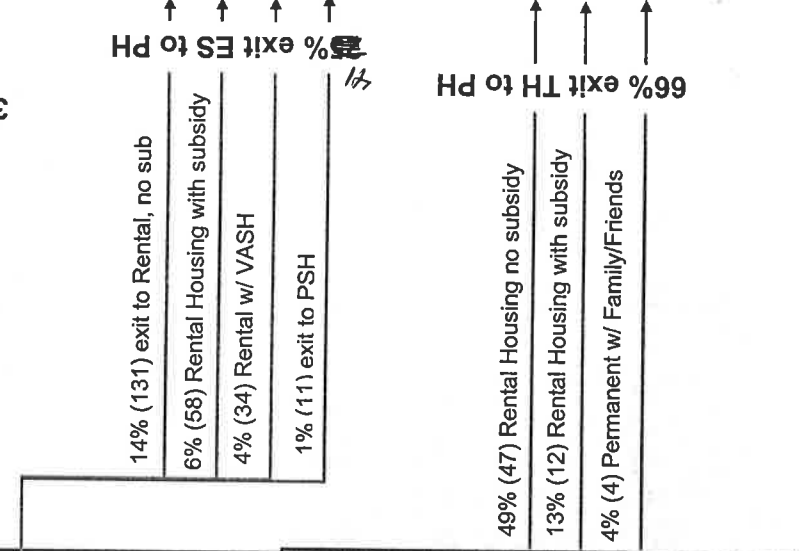 3
14% (131) exit to Rental, no sub
6% (58) Rental Housing with subsidy
4% (34) Rental w/ VASH
1% (11) exit to PSH
% exit ES to PH
49% (47) Rental Housing no subsidy
13% (12) Rental Housing with subsidy
4% (4) Permanent w/ Family/Friends
66% exit TH to PH